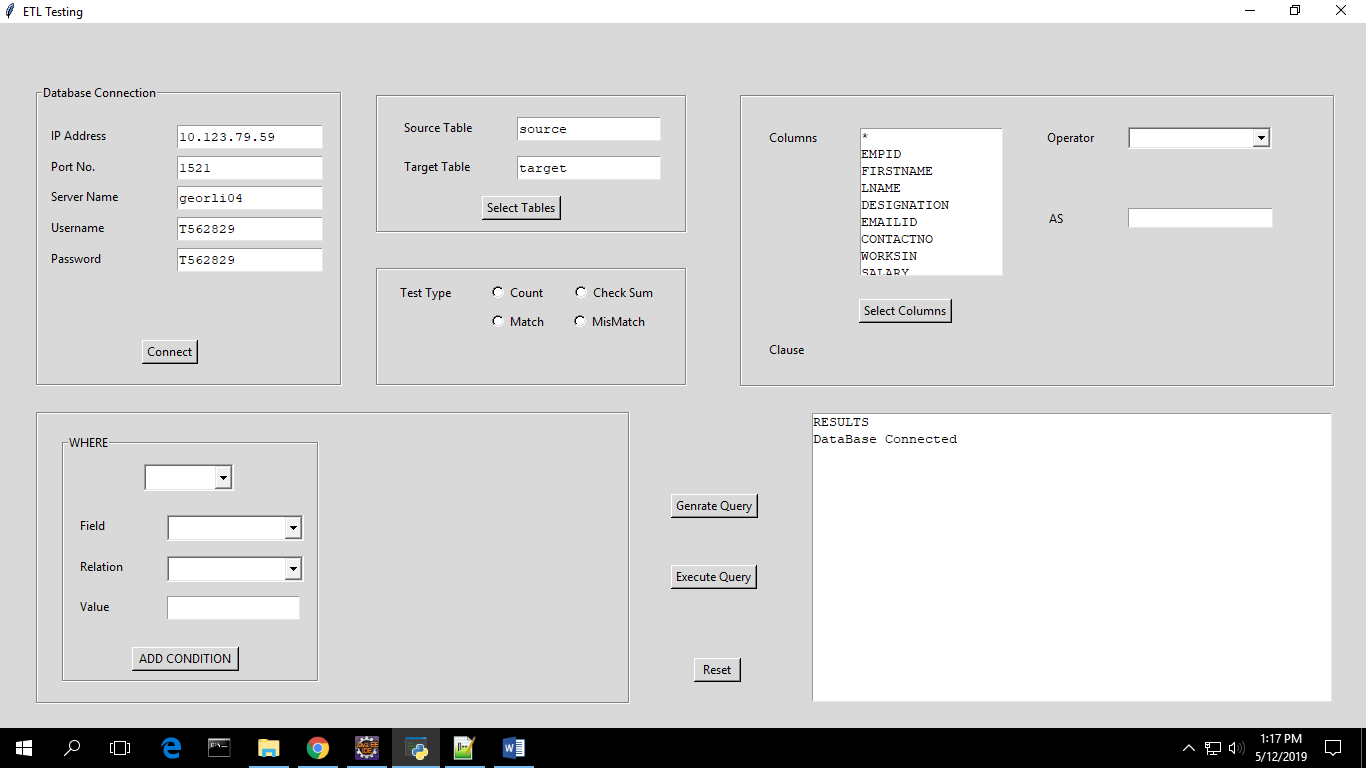 ETL Testing
Database Connection
IP Address 10.123.79.59
Port No. 1521
Server Name georli04
Username T562829
Password T562829
Connect
Source Table source
Target Table target
Select Tables
Test Type Count Check Sum
Match MisMatch
Columns
*
EMPID
FIRSTNAME
LNAME
DESIGNATION
EMAILID
CONTACTNO
WORKSIN
SALARY
Select Columns
Operator
AS
Clause
WHERE
Field
Relation
Value
ADD CONDITION
Genrate Query
Execute Query
Reset
RESULTS
DataBase Connected
1:17 PM
5/12/2019